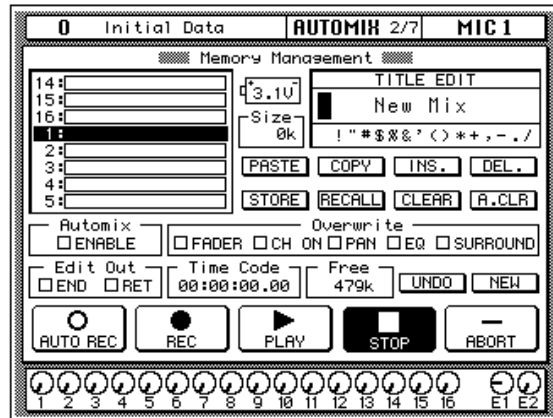 0 Initial Data AUTOMIX 2/7 MIC 1
Memory Management
14:
15:
16:
1:
2:
3:
4:
5:
3.1V
Size
0k
TITLE EDIT
New Mix
!"#$%&'()*+,-./
PASTE COPY INS. DEL.
STORE RECALL CLEAR A.CLR
Automix
ENABLE
Overwrite
FADER CH ON PAN EQ SURROUND
Edit Out
END RET
Time Code
00:00:00.00
Free
479k
UNDO NEW
AUTO REC REC PLAY STOP ABORT
1 2 3 4 5 6 7 8 9 10 11 12 13 14 15 16 E1 E2